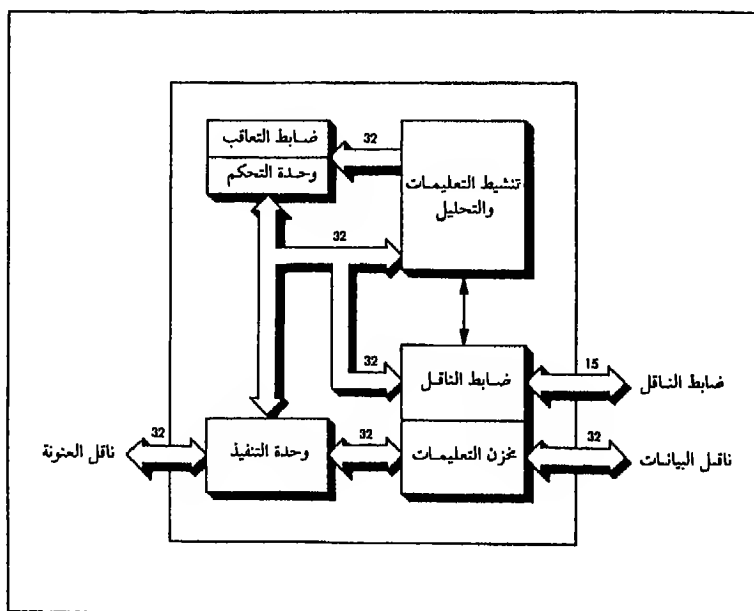 ضابط التعاقب
وحدة التحكم
32
تنشيط التعليمات
والتحليل
32
32
ضابط الناقل
15
ضابط الناقل
ناقل العنونة
32
وحدة التنفيذ
32
مخزن التعليمات
32
ناقل البيانات